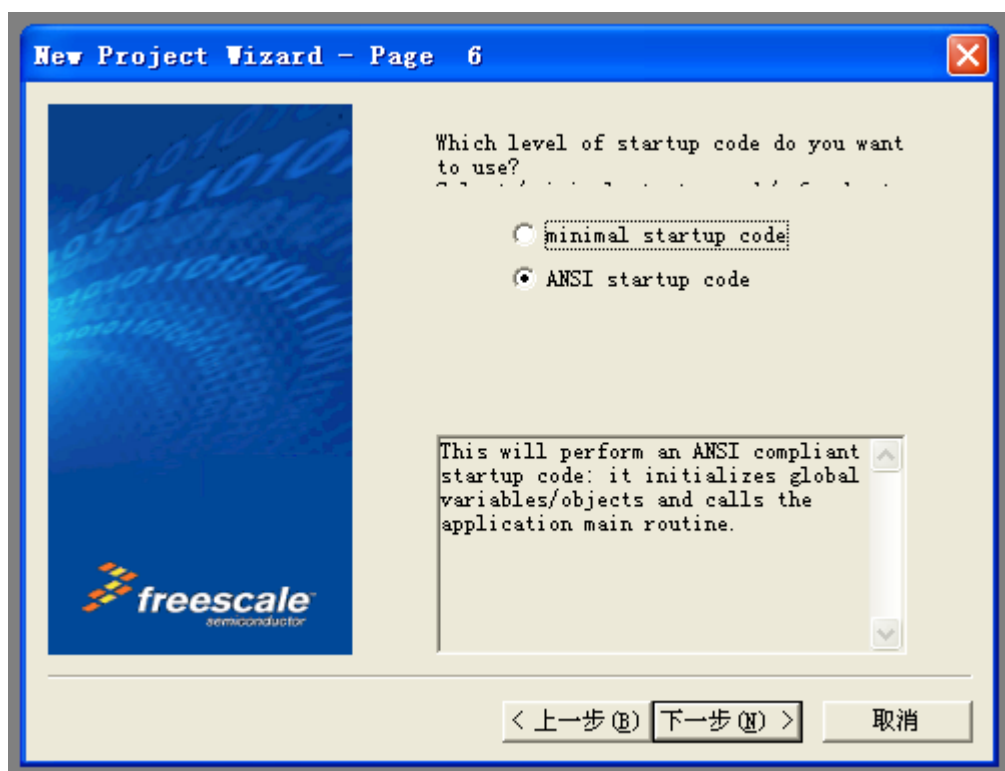 New Project Wizard - Page 6
Which level of startup code do you want
to use?
minimal startup code
ANSI startup code
This will perform an ANSI compliant
startup code: it initializes global
variables/objects and calls the
application main routine.
freescale
semiconductor
< 上一步(B)
下一步(N) >
取消